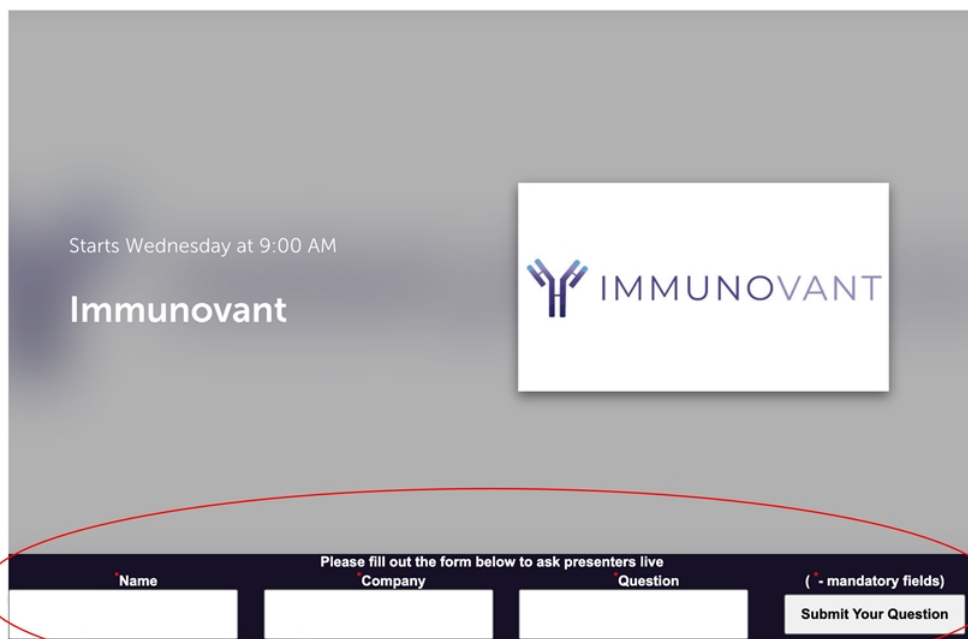 Starts Wednesday at 9:00 AM
Immunovant
IMMUNOVANT
Please fill out the form below to ask presenters live
*Name
*Company
*Question
( *- mandatory fields)
Submit Your Question